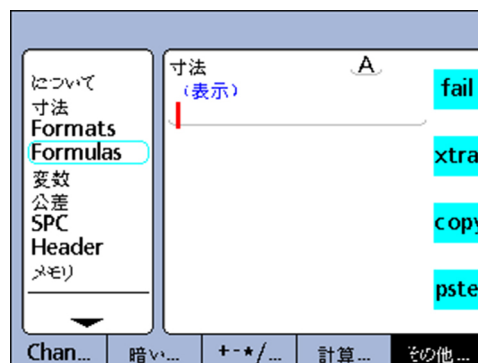 について
寸法
Formats
Formulas
変数
公差
SPC
Header
メモリ
寸法
A
(表示)
fail
xtra
copy
pste
Chan...
暗い...
+-*/...
計算...
その他...